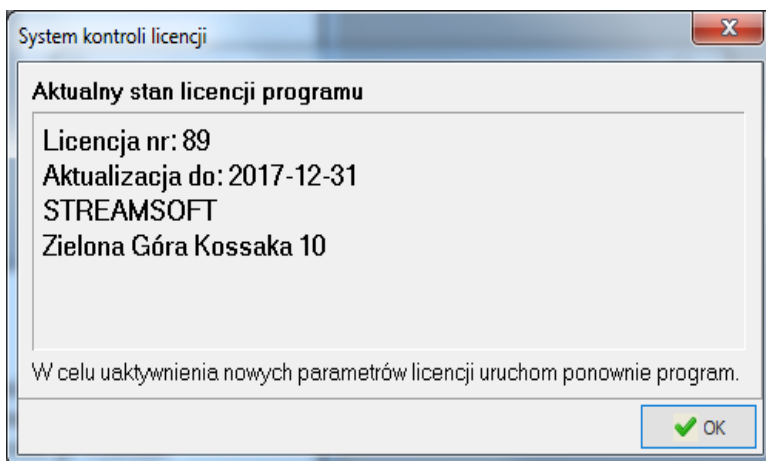 System kontroli licencji
Aktualny stan licencji programu
Licencja nr: 89
Aktualizacja do: 2017-12-31
STREAMSOFT
Zielona Góra Kossaka 10
W celu uaktywnienia nowych parametrów licencji uruchom ponownie program.
OK